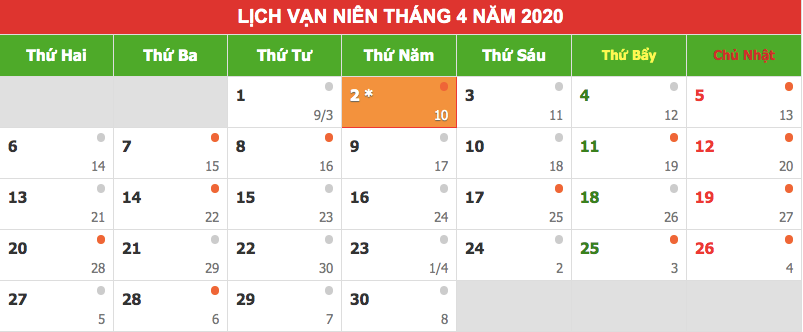 LỊCH VẠN NIÊN THÁNG 4 NĂM 2020
Thứ Hai Thứ Ba Thứ Tư Thứ Năm Thứ Sáu Thứ Bẩy Chủ Nhật
1 2 * 3 4 5
9/3 10 11 12 13
6 7 8 9 10 11 12
14 15 16 17 18 19 20
13 14 15 16 17 18 19
21 22 23 24 25 26 27
20 21 22 23 24 25 26
28 29 30 1/4 2 3 4
27 28 29 30
5 6 7 8